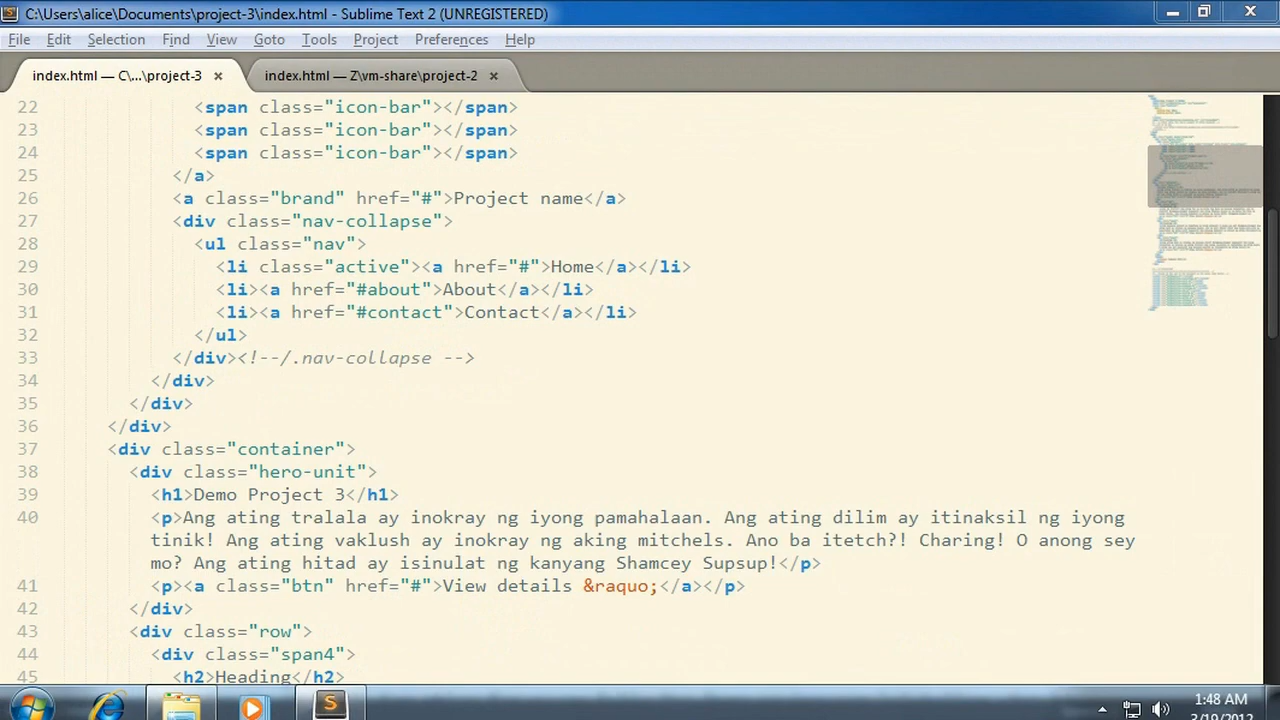 C:\Users\alice\Documents\project-3\index.html - Sublime Text 2 (UNREGISTERED)
File Edit Selection Find View Goto Tools Project Preferences Help
index.html — C\...\project-3 × index.html — Z\vm-share\project-2 ×
22 <span class="icon-bar"></span>
23 <span class="icon-bar"></span>
24 <span class="icon-bar"></span>
25 </a>
26 <a class="brand" href="#">Project name</a>
27 <div class="nav-collapse">
28 <ul class="nav">
29 <li class="active"><a href="#">Home</a></li>
30 <li><a href="#about">About</a></li>
31 <li><a href="#contact">Contact</a></li>
32 </ul>
33 </div><!--/.nav-collapse -->
34 </div>
35 </div>
36 </div>
37 <div class="container">
38 <div class="hero-unit">
39 <h1>Demo Project 3</h1>
40 <p>Ang ating tralala ay inokray ng iyong pamahalaan. Ang ating dilim ay itinaksil ng iyong
tinik! Ang ating vaklush ay inokray ng aking mitchels. Ano ba itetch?! Charing! O anong sey
mo? Ang ating hitad ay isinulat ng kanyang Shamcey Supsup!</p>
41 <p><a class="btn" href="#">View details &raquo;</a></p>
42 </div>
43 <div class="row">
44 <div class="span4">
45 <h2>Heading</h2>
1:48 AM
3/19/2012